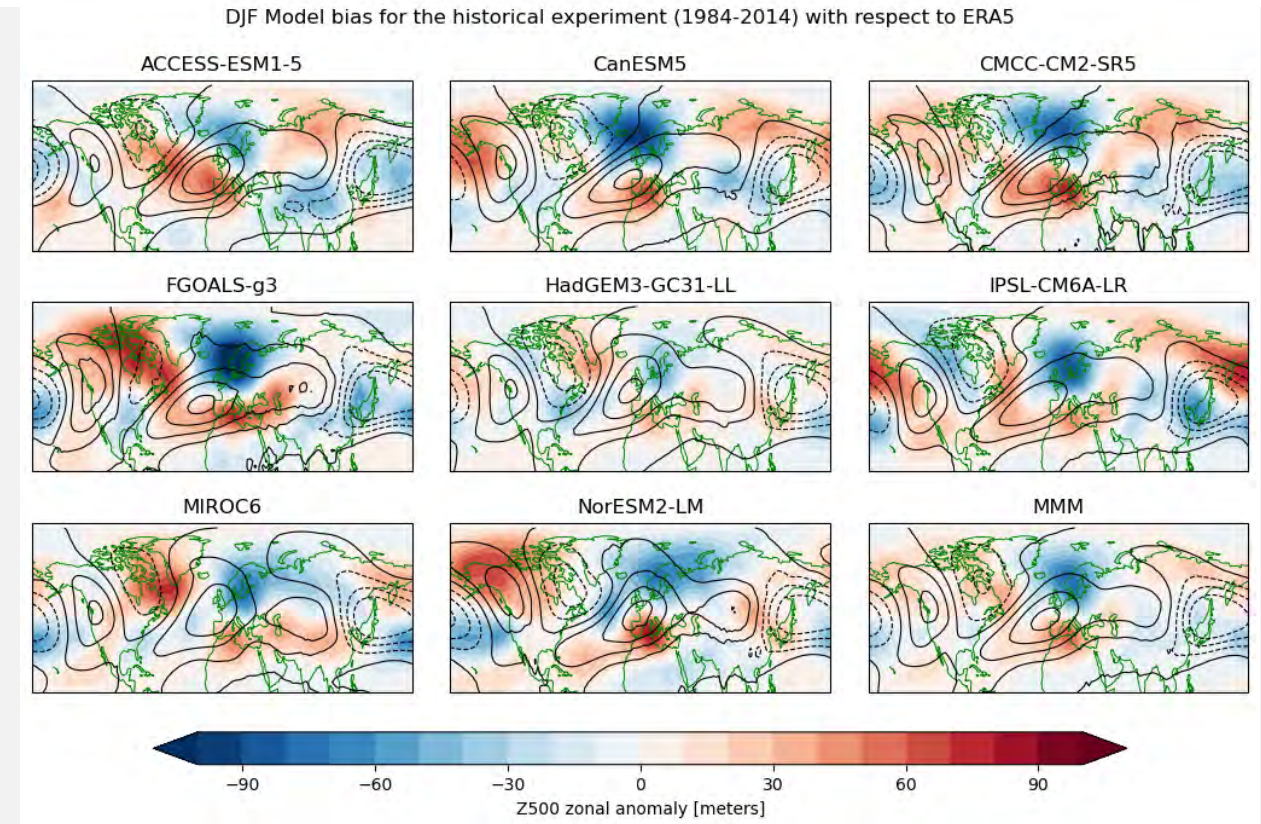 DJF Model bias for the historical experiment (1984-2014) with respect to ERA5
ACCESS-ESM1-5
CanESM5
CMCC-CM2-SR5
FGOALS-g3
HadGEM3-GC31-LL
IPSL-CM6A-LR
MIROC6
NorESM2-LM
MMM
−90 −60 −30 0 30 60 90
Z500 zonal anomaly [meters]